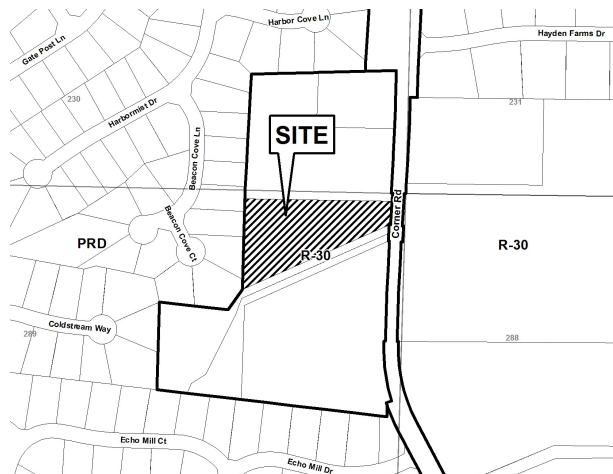 Harbor Cove Ln
Gate Post Ln
Hayden Farms Dr
230
231
Harbormist Dr
SITE
Beacon Cove Ln
Corner Rd
Beacon Cove Ct
PRD
R-30
R-30
Coldstream Way
289
288
Echo Mill Ct
Echo Mill Dr